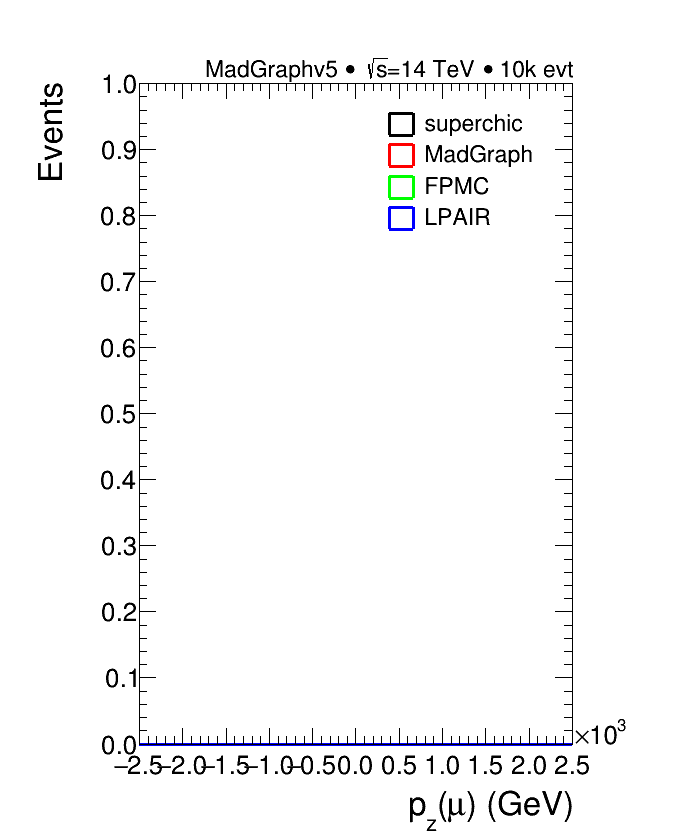 MadGraphv5 • √s=14 TeV • 10k evt
Events
superchic
MadGraph
FPMC
LPAIR
1.0
0.9
0.8
0.7
0.6
0.5
0.4
0.3
0.2
0.1
0.0
−2.5 −2.0 −1.5 −1.0 −0.5 0.0 0.5 1.0 1.5 2.0 2.5
×10³
p_z(μ) (GeV)